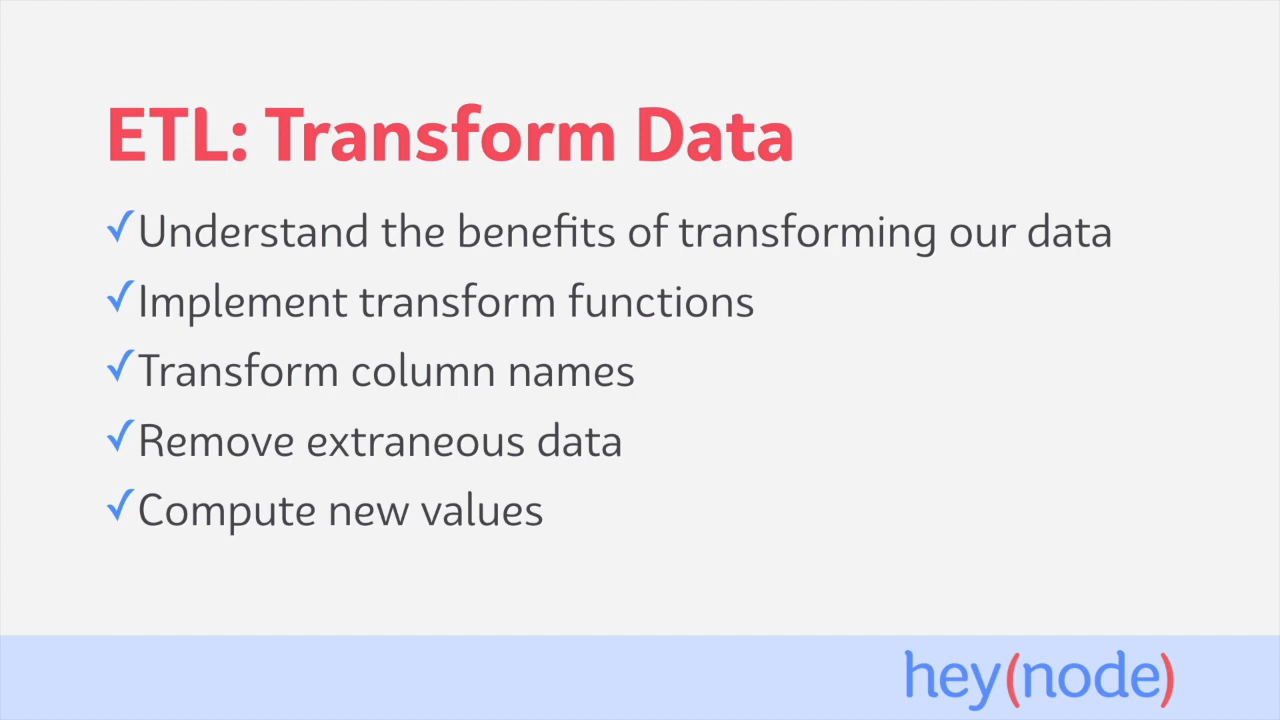 ETL: Transform Data
✓Understand the benefits of transforming our data
✓Implement transform functions
✓Transform column names
✓Remove extraneous data
✓Compute new values
hey(node)